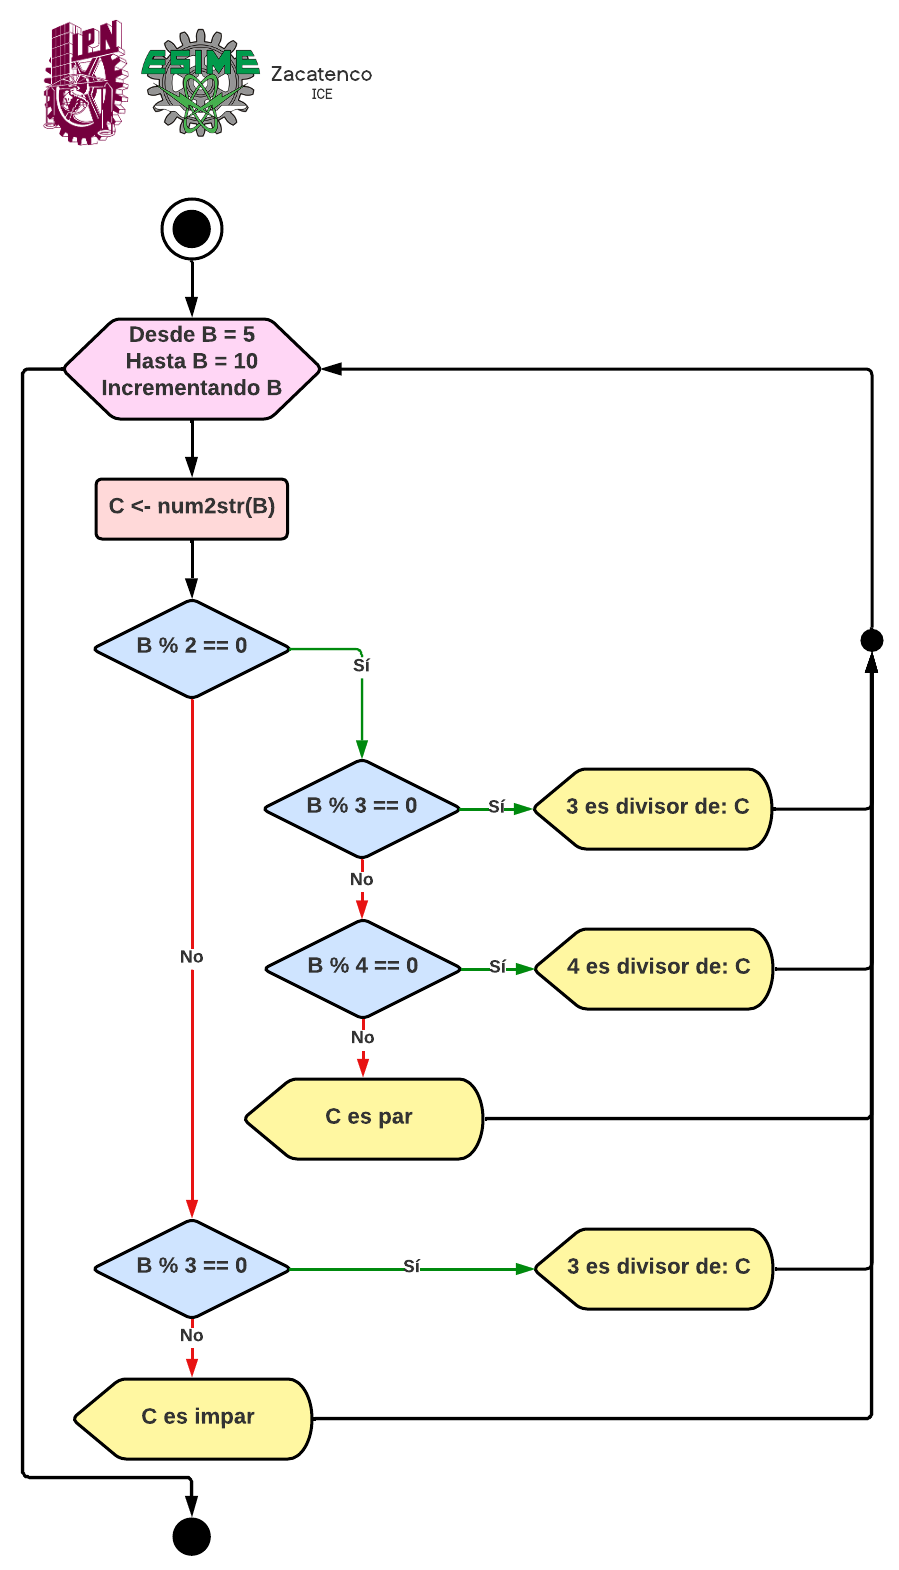 IPN
ESIME
Zacatenco
ICE
Desde B = 5
Hasta B = 10
Incrementando B
C <- num2str(B)
B % 2 == 0
Sí
B % 3 == 0
Sí
3 es divisor de: C
No
B % 4 == 0
Sí
4 es divisor de: C
No
No
C es par
B % 3 == 0
Sí
3 es divisor de: C
No
C es impar